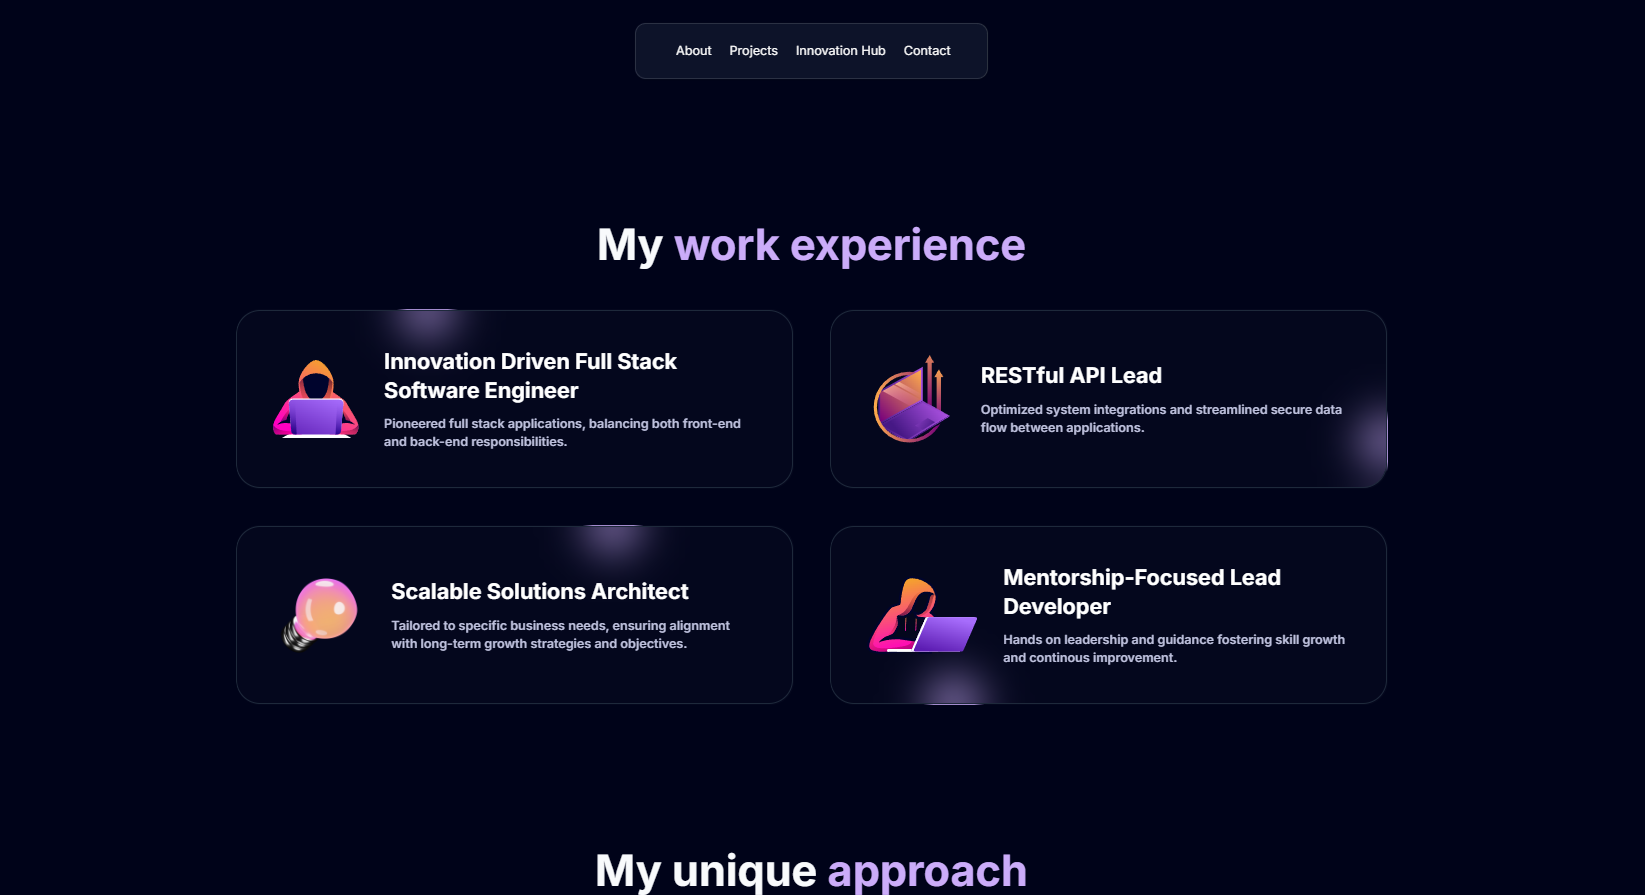 About Projects Innovation Hub Contact
My work experience
Innovation Driven Full Stack
Software Engineer
Pioneered full stack applications, balancing both front-end
and back-end responsibilities.
RESTful API Lead
Optimized system integrations and streamlined secure data
flow between applications.
Scalable Solutions Architect
Tailored to specific business needs, ensuring alignment
with long-term growth strategies and objectives.
Mentorship-Focused Lead
Developer
Hands on leadership and guidance fostering skill growth
and continous improvement.
My unique approach